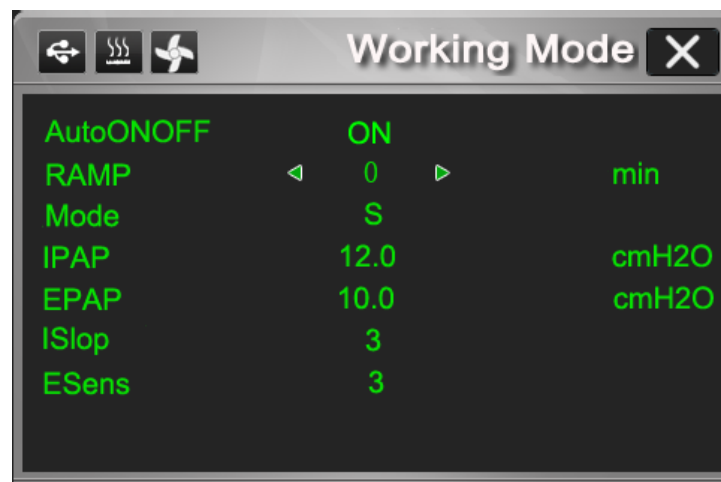 Working Mode
AutoONOFF ON
RAMP 0 min
Mode S
IPAP 12.0 cmH2O
EPAP 10.0 cmH2O
ISlop 3
ESens 3